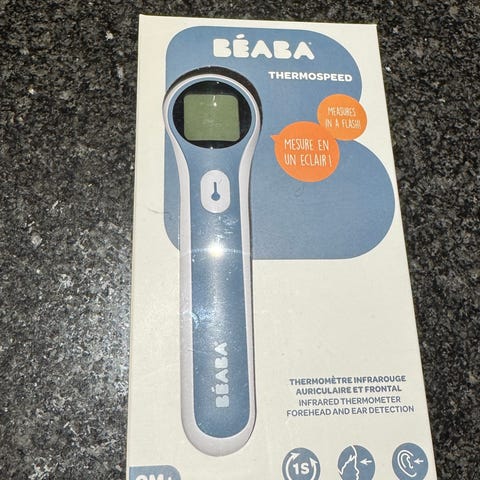 BÉABA
THERMOSPEED
MEASURES
IN A FLASH!
MESURE EN
UN ECLAIR !
BÉABA
THERMOMÈTRE INFRAROUGE
AURICULAIRE ET FRONTAL
INFRARED THERMOMETER
FOREHEAD AND EAR DETECTION
1S